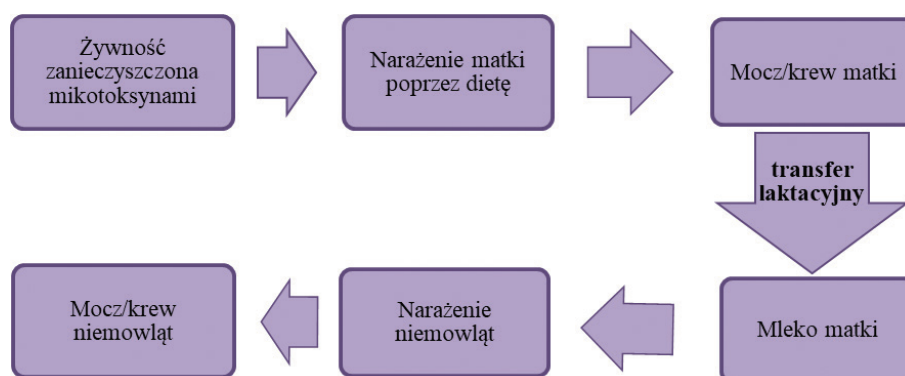 Żywność
zanieczyszczona
mikotoksynami
Narażenie matki
poprzez dietę
Mocz/krew matki
transfer
laktacyjny
Mleko matki
Narażenie
niemowląt
Mocz/krew
niemowląt